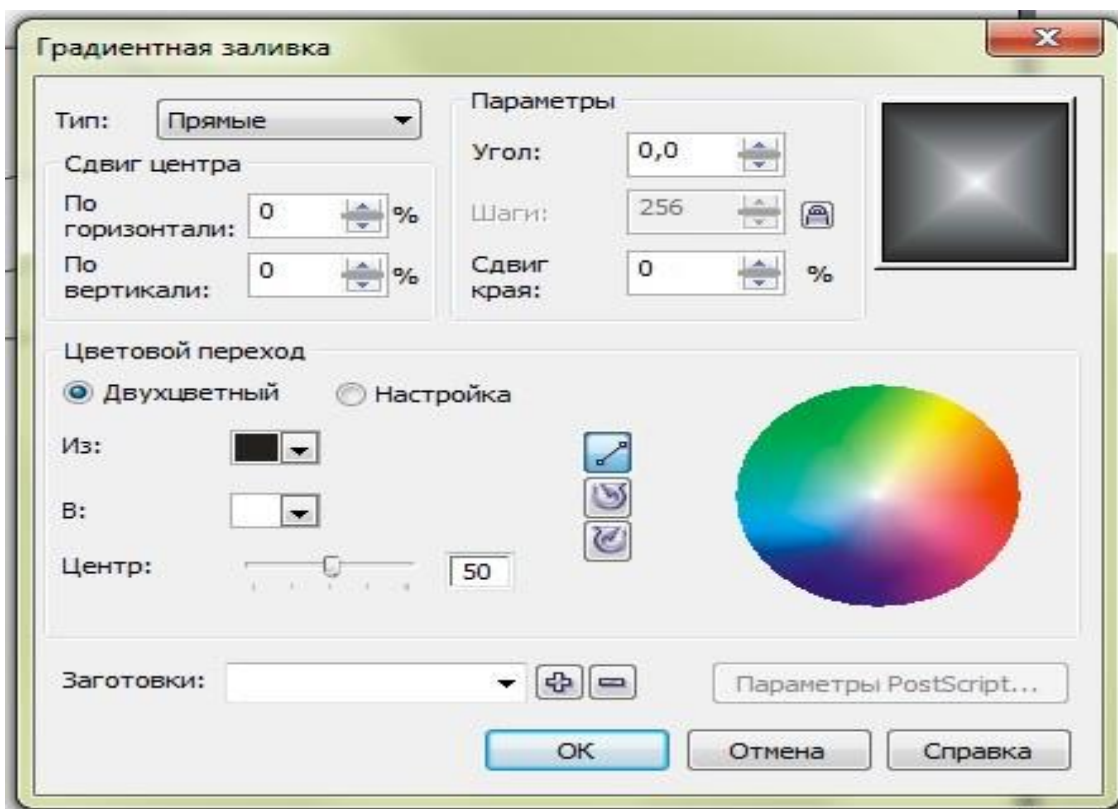 Градиентная заливка
Тип: Прямые
Сдвиг центра
По
горизонтали: 0 %
По
вертикали: 0 %
Параметры
Угол: 0,0
Шаги: 256
Сдвиг
края: 0 %
Цветовой переход
Двухцветный Настройка
Из:
В:
Центр: 50
Заготовки:
Параметры PostScript...
ОК Отмена Справка